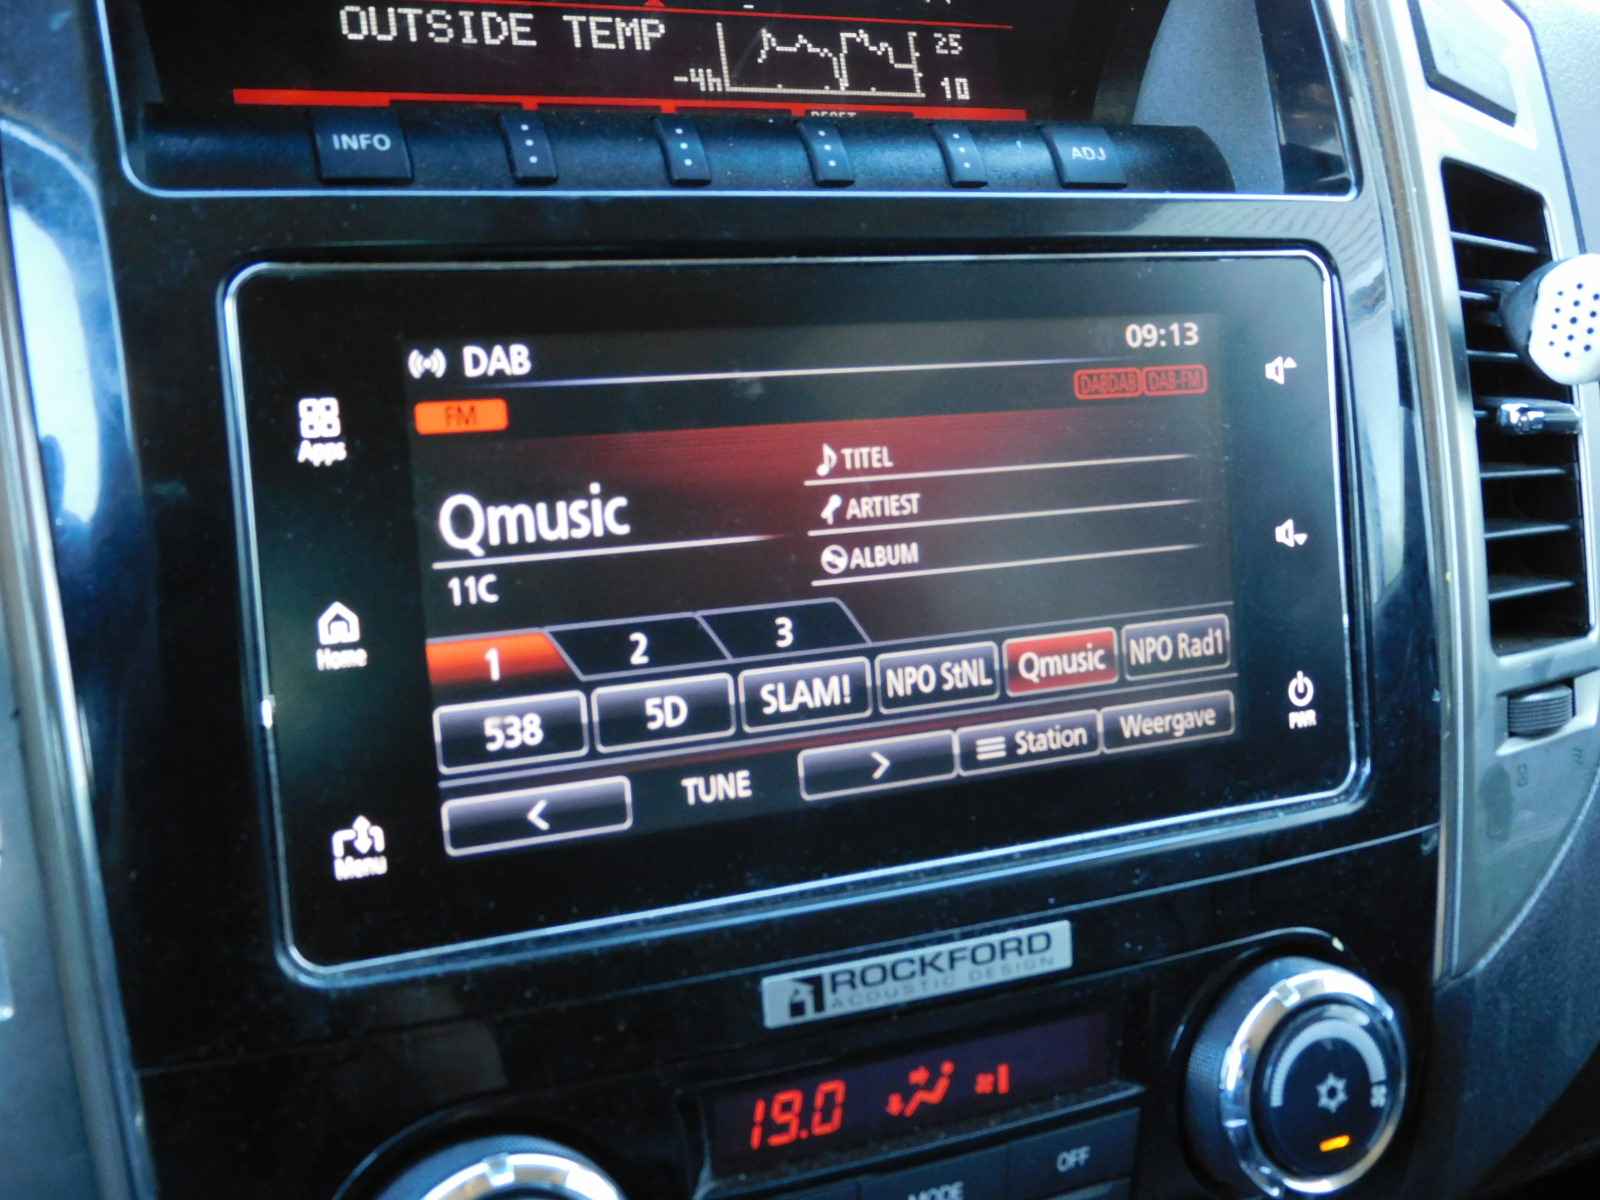 OUTSIDE TEMP
25
-4h
10
RESET
INFO
ADJ
DAB
09:13
FM
DABDAB DAB-FM
Apps
TITEL
Qmusic
ARTIEST
ALBUM
11C
Home
1 2 3
538 5D SLAM! NPO StNL Qmusic NPO Rad1
< TUNE > Station Weergave
PWR
Menu
ROCKFORD
ACOUSTIC DESIGN
19.0
1
OFF
MODE